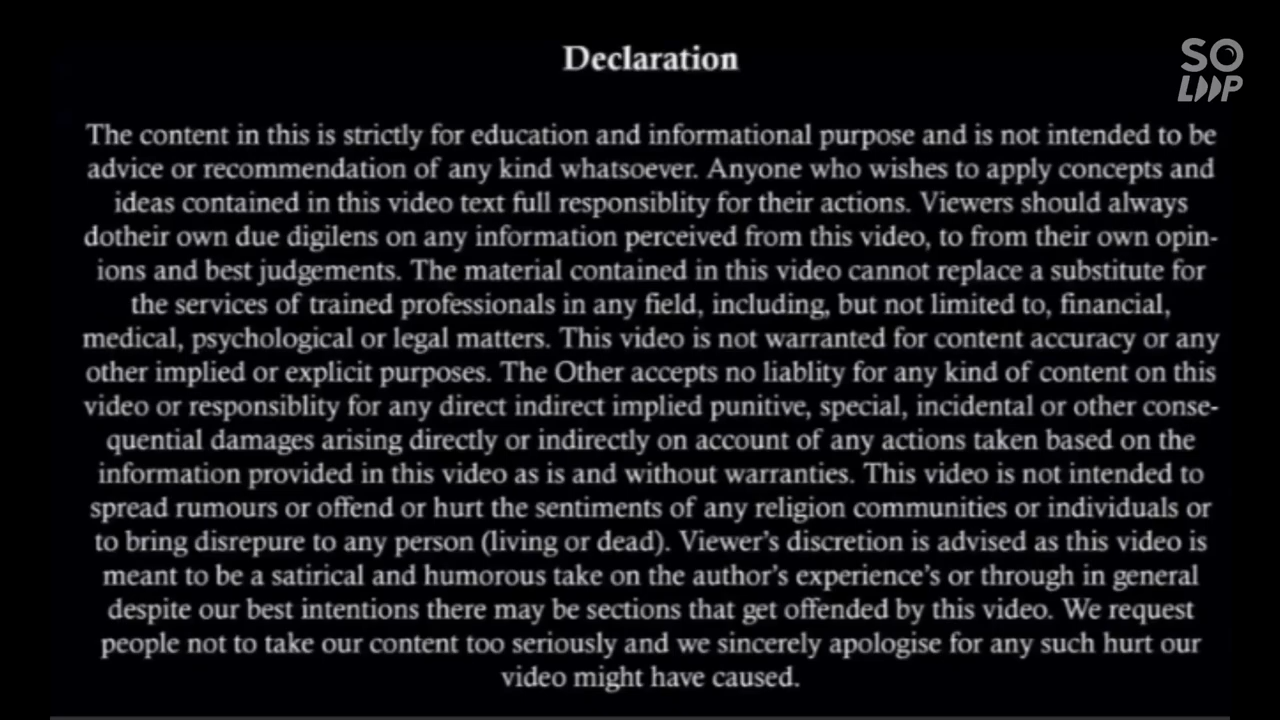 Declaration
SO
LOOP
The content in this is strictly for education and informational purpose and is not intended to be
advice or recommendation of any kind whatsoever. Anyone who wishes to apply concepts and
ideas contained in this video text full responsiblity for their actions. Viewers should always
dotheir own due digilens on any information perceived from this video, to from their own opin-
ions and best judgements. The material contained in this video cannot replace a substitute for
the services of trained professionals in any field, including, but not limited to, financial,
medical, psychological or legal matters. This video is not warranted for content accuracy or any
other implied or explicit purposes. The Other accepts no liablity for any kind of content on this
video or responsiblity for any direct indirect implied punitive, special, incidental or other conse-
quential damages arising directly or indirectly on account of any actions taken based on the
information provided in this video as is and without warranties. This video is not intended to
spread rumours or offend or hurt the sentiments of any religion communities or individuals or
to bring disrepure to any person (living or dead). Viewer's discretion is advised as this video is
meant to be a satirical and humorous take on the author's experience's or through in general
despite our best intentions there may be sections that get offended by this video. We request
people not to take our content too seriously and we sincerely apologise for any such hurt our
video might have caused.